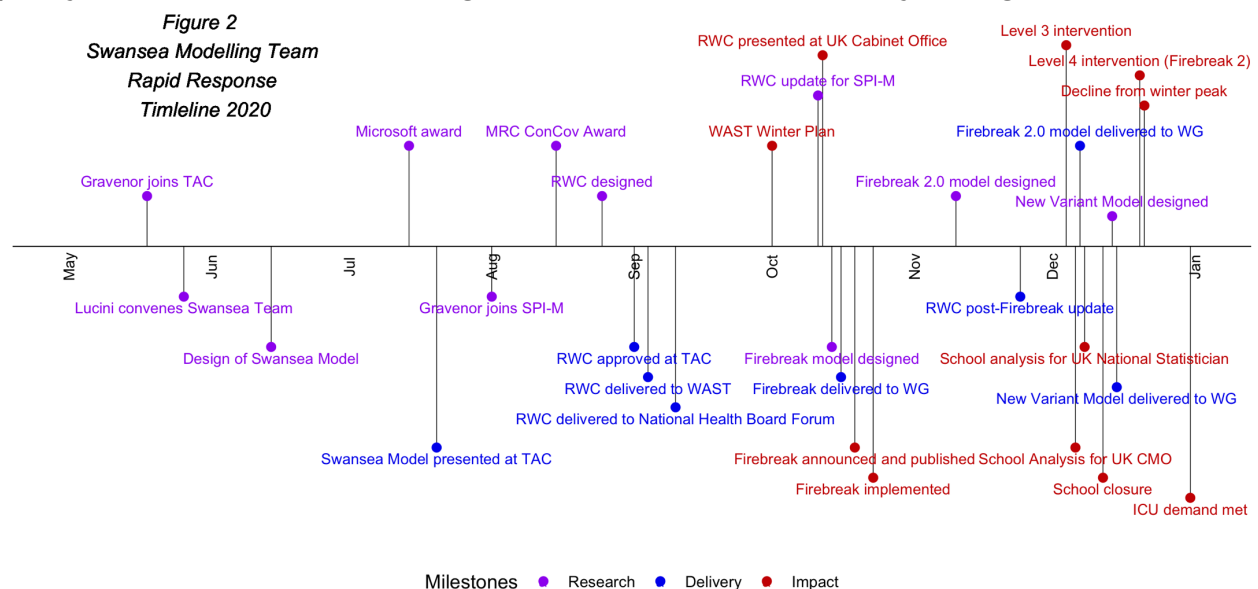 Figure 2
Swansea Modelling Team
Rapid Response
Timleline 2020
Level 3 intervention
RWC presented at UK Cabinet Office
Level 4 intervention (Firebreak 2)
RWC update for SPI-M
Decline from winter peak
Microsoft award
MRC ConCov Award
WAST Winter Plan
Firebreak 2.0 model delivered to WG
Gravenor joins TAC
RWC designed
Firebreak 2.0 model designed
New Variant Model designed
May
Jun
Jul
Aug
Sep
Oct
Nov
Dec
Jan
Lucini convenes Swansea Team
Gravenor joins SPI-M
RWC post-Firebreak update
Design of Swansea Model
RWC approved at TAC
Firebreak model designed
School analysis for UK National Statistician
RWC delivered to WAST
Firebreak delivered to WG
New Variant Model delivered to WG
RWC delivered to National Health Board Forum
Swansea Model presented at TAC
Firebreak announced and published
School Analysis for UK CMO
Firebreak implemented
School closure
ICU demand met
Milestones
Research
Delivery
Impact